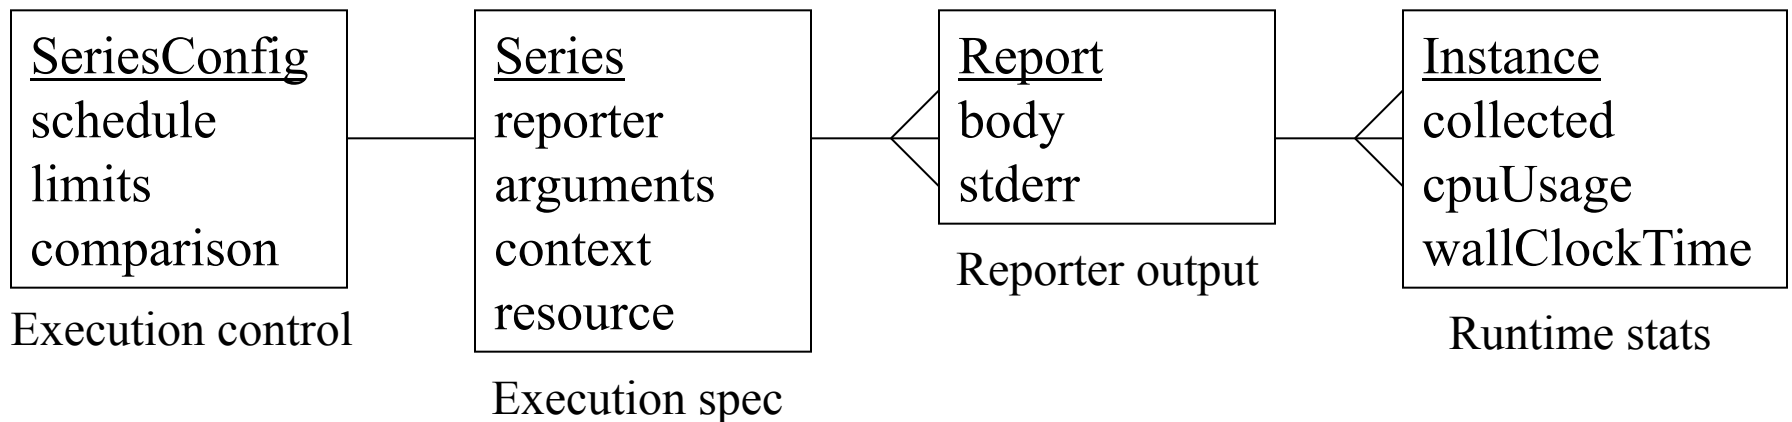 SeriesConfig
schedule
limits
comparison
Execution control
Series
reporter
arguments
context
resource
Execution spec
Report
body
stderr
Reporter output
Instance
collected
cpuUsage
wallClockTime
Runtime stats